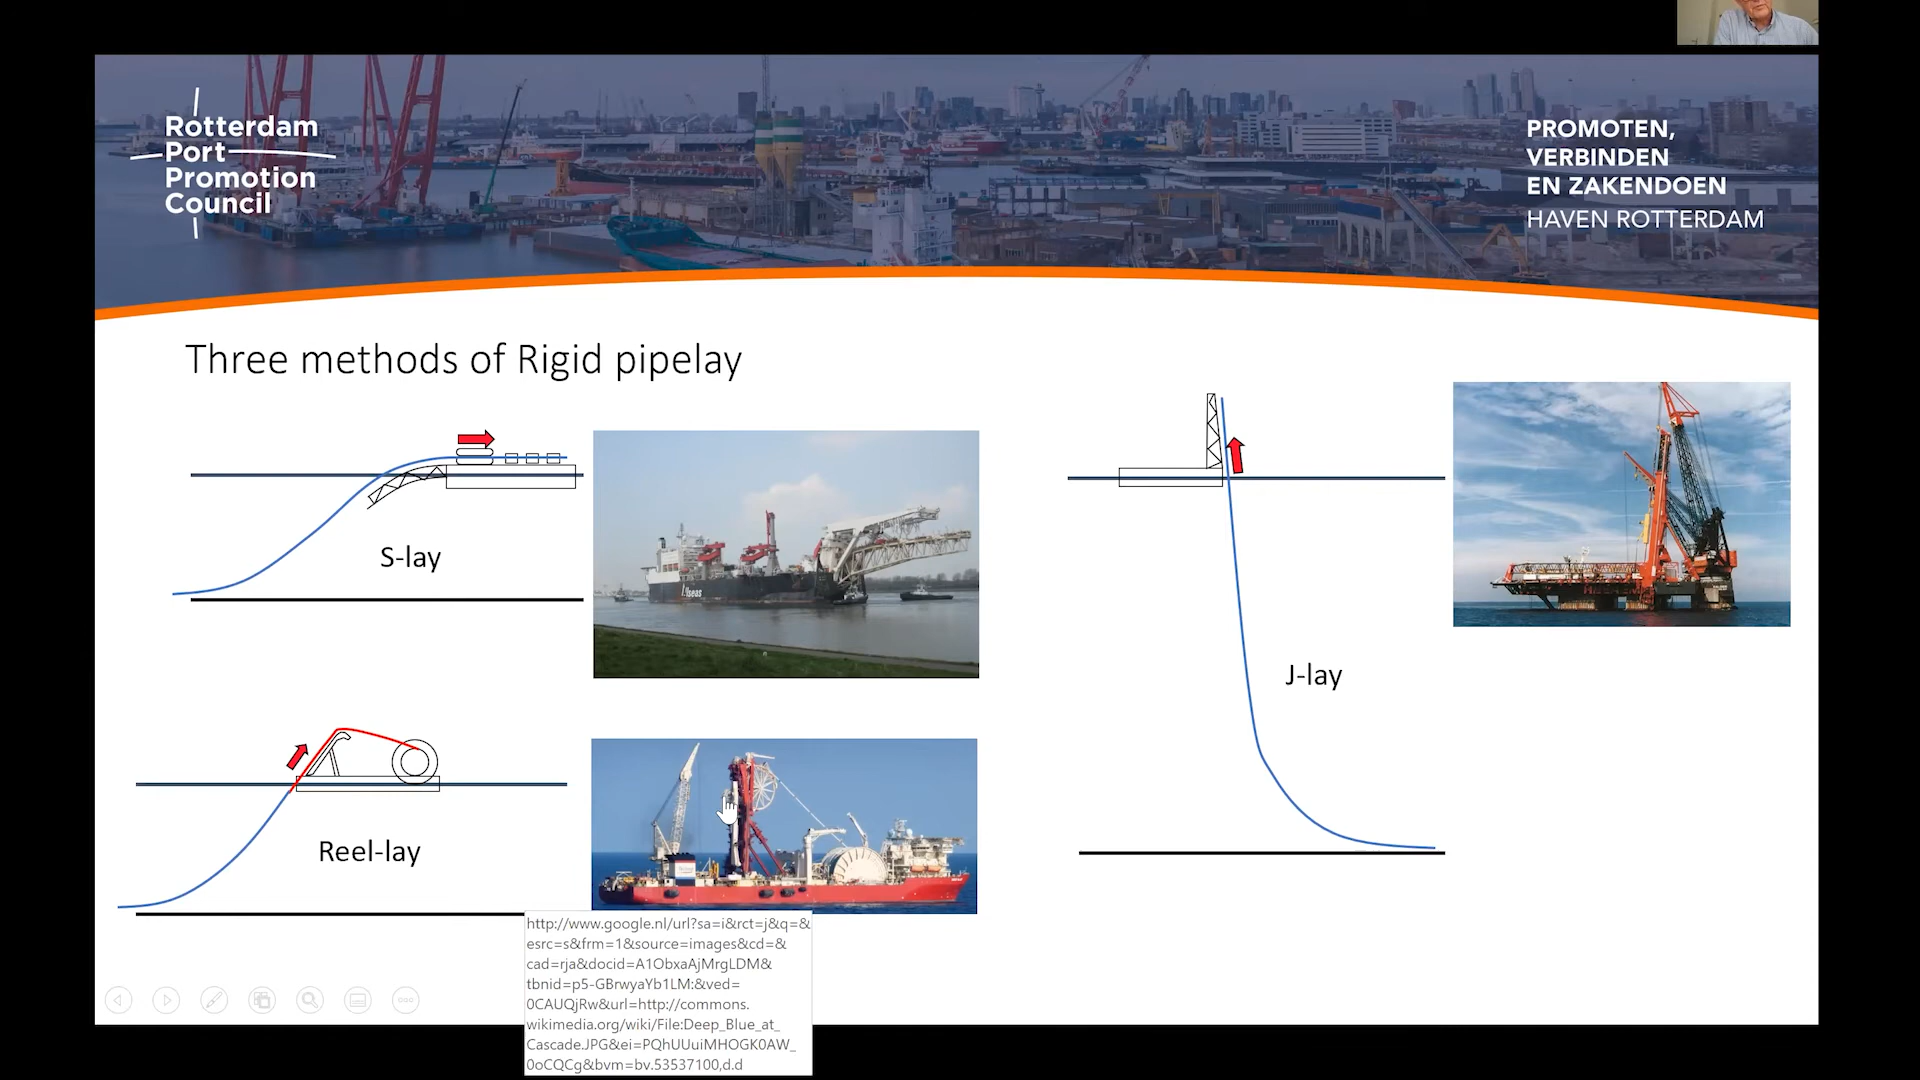 Rotterdam
Port
Promotion
Council
PROMOTEN,
VERBINDEN
EN ZAKENDOEN
HAVEN ROTTERDAM
Three methods of Rigid pipelay
S-lay
Allseas
J-lay
Reel-lay
http://www.google.nl/url?sa=i&rct=j&q=&
esrc=s&frm=1&source=images&cd=&
cad=rja&docid=A1ObxaAjMrgLDM&
tbnid=p5-GBrwyaYb1LM:&ved=
0CAUQjRw&url=http://commons.
wikimedia.org/wiki/File:Deep_Blue_at_
Cascade.JPG&ei=PQhUUuiMHOGK0AW_
0oCQCg&bvm=bv.53537100,d.d